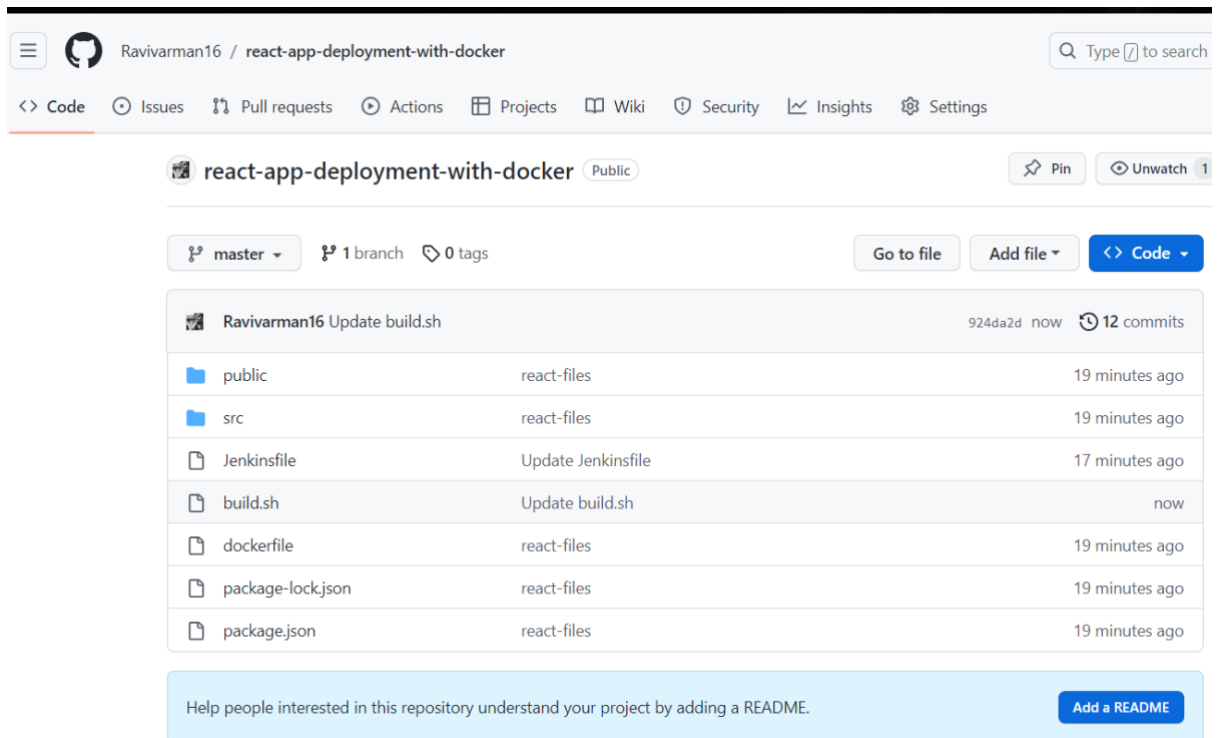 Ravivarman16 / react-app-deployment-with-docker
Type / to search
Code Issues Pull requests Actions Projects Wiki Security Insights Settings
react-app-deployment-with-docker Public
Pin Unwatch 1
master 1 branch 0 tags Go to file Add file Code
Ravivarman16 Update build.sh 924da2d now 12 commits
public react-files 19 minutes ago
src react-files 19 minutes ago
Jenkinsfile Update Jenkinsfile 17 minutes ago
build.sh Update build.sh now
dockerfile react-files 19 minutes ago
package-lock.json react-files 19 minutes ago
package.json react-files 19 minutes ago
Help people interested in this repository understand your project by adding a README. Add a README